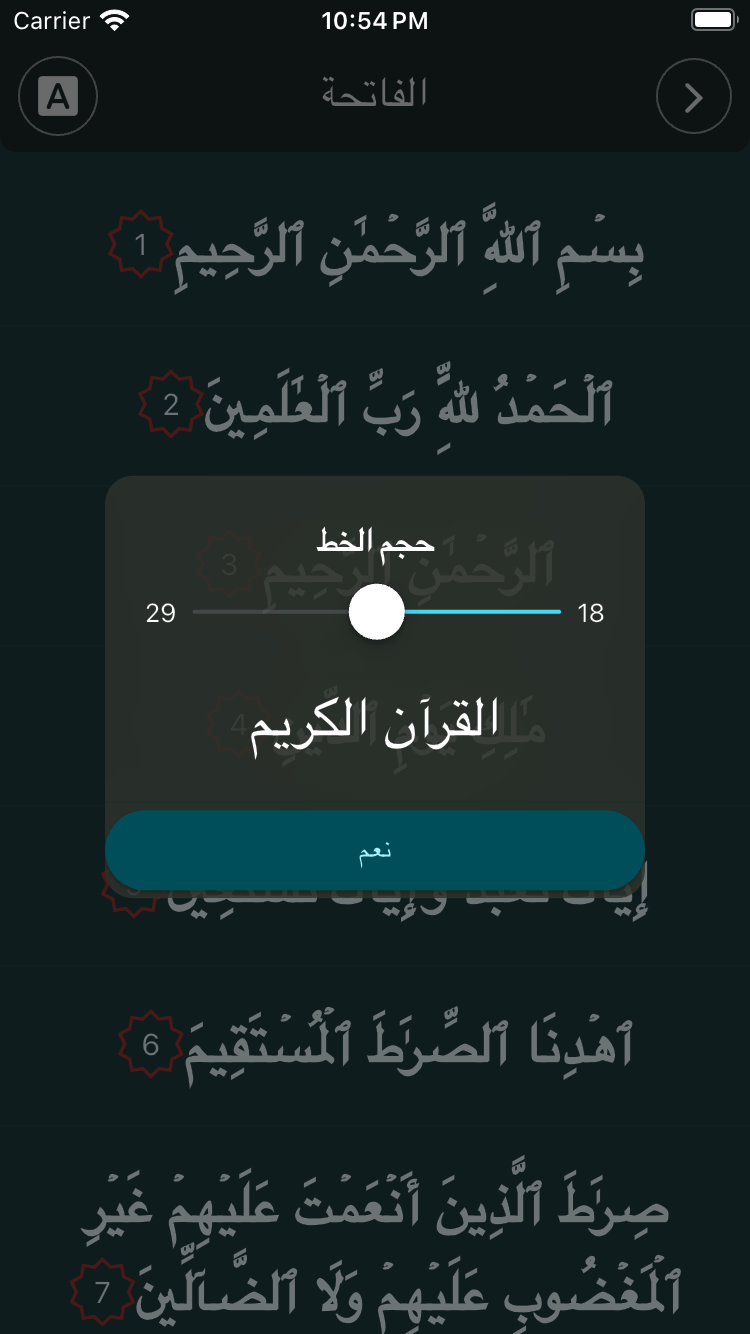 Carrier 10:54 PM
A الفاتحة
بِسۡمِ ٱللَّهِ ٱلرَّحۡمَٰنِ ٱلرَّحِيمِ 1
ٱلۡحَمۡدُ لِلَّهِ رَبِّ ٱلۡعَٰلَمِينَ 2
ٱلرَّحۡمَٰنِ ٱلرَّحِيمِ 3
حجم الخط
18 29
مَٰلِكِ يَوۡمِ ٱلدِّينِ 4
القرآن الكريم
نعم
إِيَّاكَ نَعۡبُدُ وَإِيَّاكَ نَسۡتَعِينُ 5
ٱهۡدِنَا ٱلصِّرَٰطَ ٱلۡمُسۡتَقِيمَ 6
صِرَٰطَ ٱلَّذِينَ أَنۡعَمۡتَ عَلَيۡهِمۡ غَيۡرِ
ٱلۡمَغۡضُوبِ عَلَيۡهِمۡ وَلَا ٱلضَّآلِّينَ 7